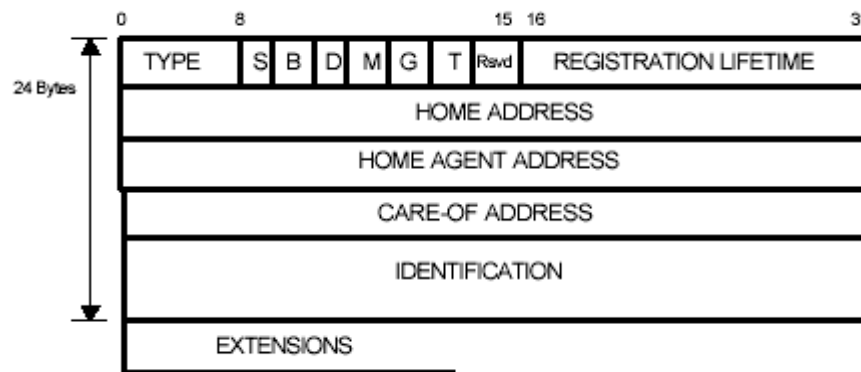 0 8 15 16 3
TYPE S B D M G T Rsvd REGISTRATION LIFETIME
24 Bytes
HOME ADDRESS
HOME AGENT ADDRESS
CARE-OF ADDRESS
IDENTIFICATION
EXTENSIONS